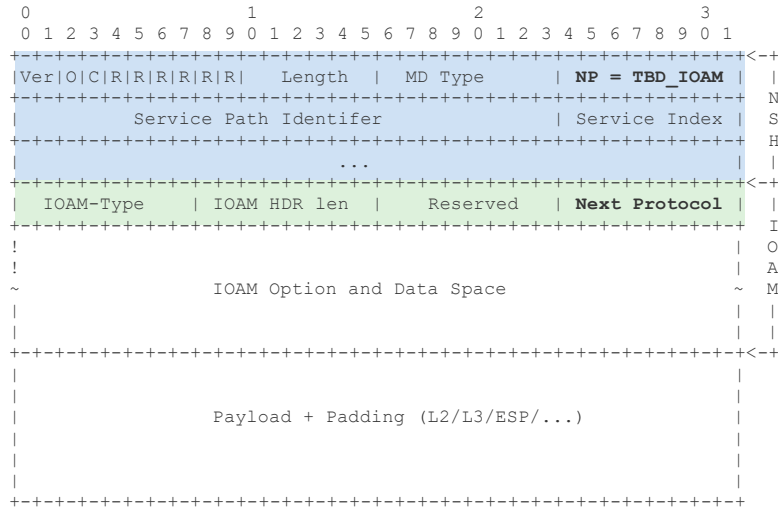 0                   1                   2                   3
 0 1 2 3 4 5 6 7 8 9 0 1 2 3 4 5 6 7 8 9 0 1 2 3 4 5 6 7 8 9 0 1
+-+-+-+-+-+-+-+-+-+-+-+-+-+-+-+-+-+-+-+-+-+-+-+-+-+-+-+-+-+-+-+-+<-+
|Ver|O|C|R|R|R|R|R|R|   Length  |  MD Type      | NP = TBD_IOAM |  |
+-+-+-+-+-+-+-+-+-+-+-+-+-+-+-+-+-+-+-+-+-+-+-+-+-+-+-+-+-+-+-+-+  N
|          Service Path Identifer               | Service Index |  S
+-+-+-+-+-+-+-+-+-+-+-+-+-+-+-+-+-+-+-+-+-+-+-+-+-+-+-+-+-+-+-+-+  H
|                            ...                                |  |
+-+-+-+-+-+-+-+-+-+-+-+-+-+-+-+-+-+-+-+-+-+-+-+-+-+-+-+-+-+-+-+-+<-+
|  IOAM-Type    | IOAM HDR len  |    Reserved   | Next Protocol |  |
+-+-+-+-+-+-+-+-+-+-+-+-+-+-+-+-+-+-+-+-+-+-+-+-+-+-+-+-+-+-+-+-+  I
!                                                               |  O
!                                                               |  A
~                 IOAM Option and Data Space                    ~  M
|                                                               |  |
|                                                               |  |
+-+-+-+-+-+-+-+-+-+-+-+-+-+-+-+-+-+-+-+-+-+-+-+-+-+-+-+-+-+-+-+-+<-+
|                                                               |
|                                                               |
|                 Payload + Padding (L2/L3/ESP/...)             |
|                                                               |
|                                                               |
|                                                               |
+-+-+-+-+-+-+-+-+-+-+-+-+-+-+-+-+-+-+-+-+-+-+-+-+-+-+-+-+-+-+-+-+